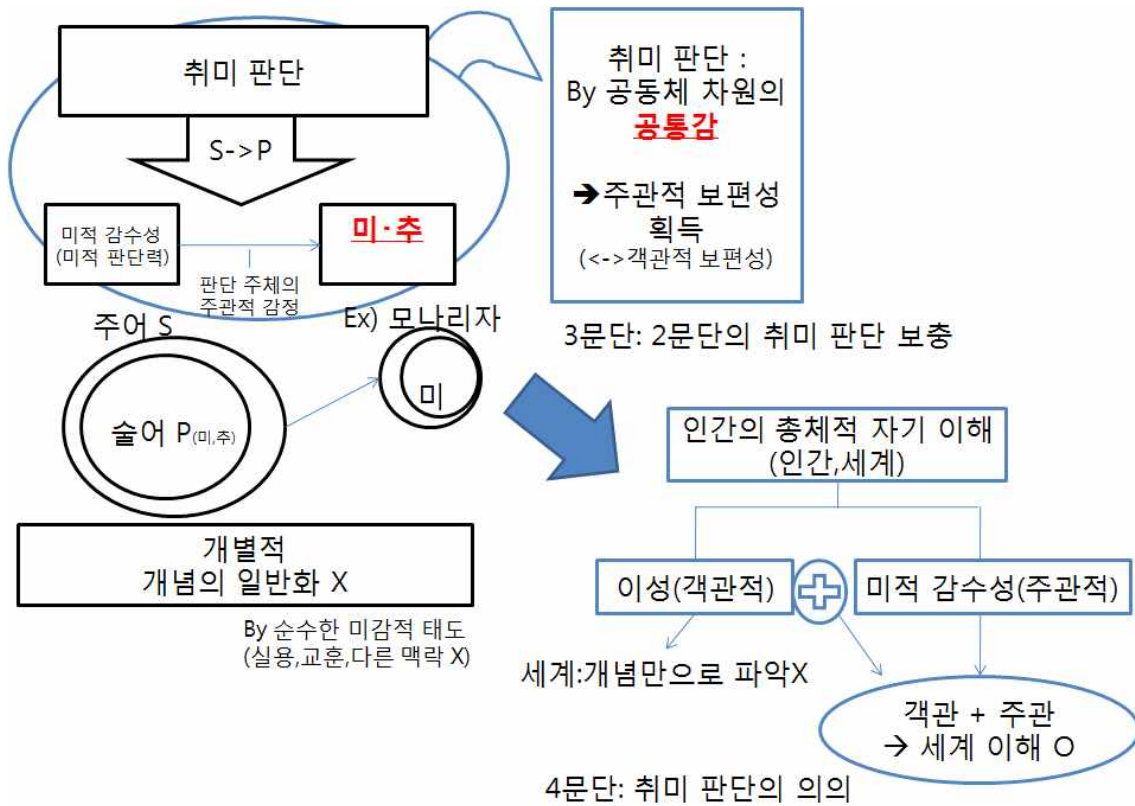 취미 판단
S->P
미적 감수성
(미적 판단력)
미·추
판단 주체의
주관적 감정
취미 판단 :
By 공동체 차원의
공통감
➔주관적 보편성
획득
(<->객관적 보편성)
3문단: 2문단의 취미 판단 보충
주어 S
술어 P(미,추)
Ex) 모나리자
미
개별적
개념의 일반화 X
By 순수한 미감적 태도
(실용,교훈,다른 맥락 X)
인간의 총체적 자기 이해
(인간,세계)
이성(객관적)
미적 감수성(주관적)
세계:개념만으로 파악X
객관 + 주관
→ 세계 이해 O
4문단: 취미 판단의 의의